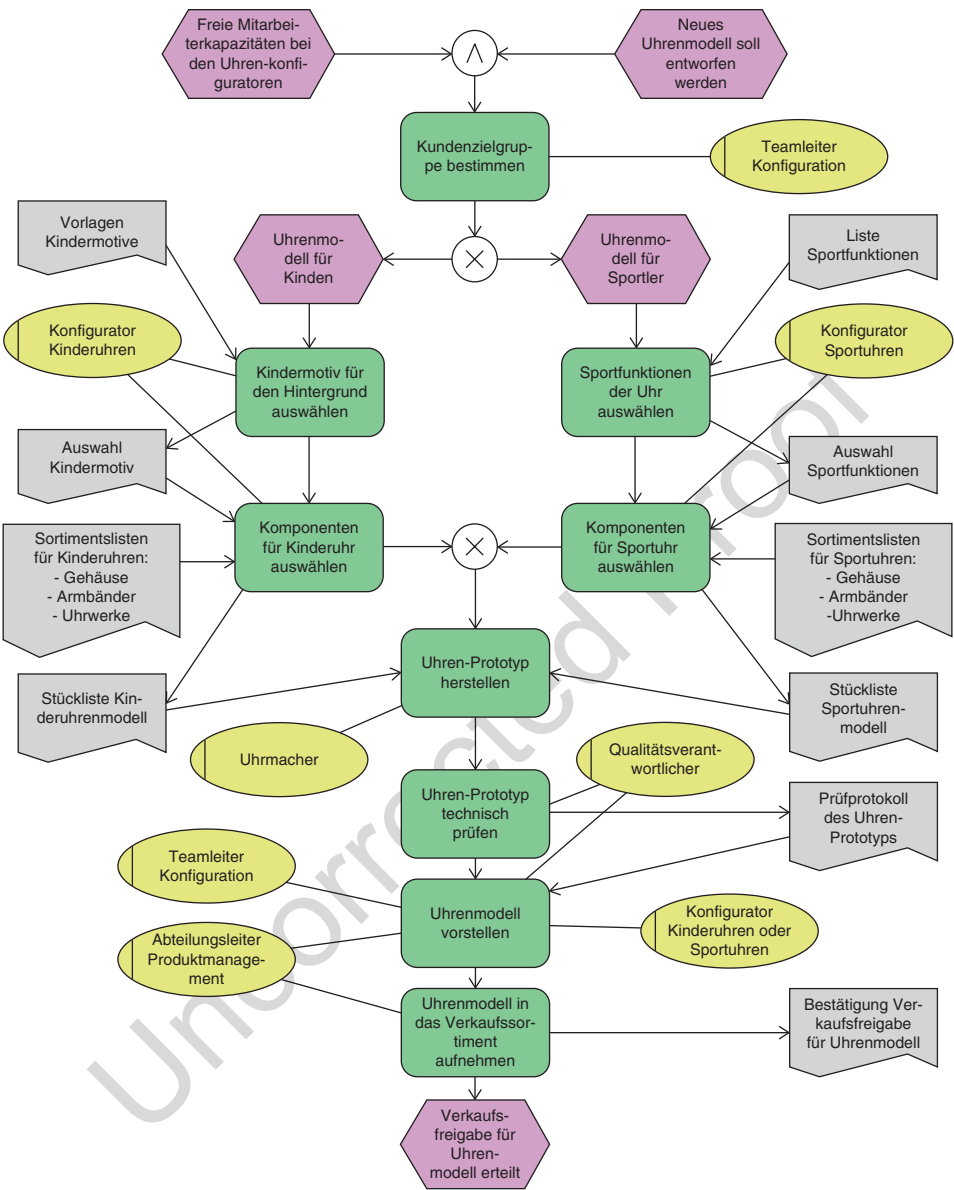 Freie Mitarbei-
terkapazitäten bei
den Uhren-konfi-
guratoren
∧
Neues
Uhrenmodell soll
entworfen
werden
Kundenzielgrup-
pe bestimmen
Teamleiter
Konfiguration
Vorlagen
Kindermotive
Uhrenmo-
dell für
Kinden
Uhrenmo-
dell für
Sportler
Liste
Sportfunktionen
Konfigurator
Kinderuhren
Kindermotiv für
den Hintergrund
auswählen
Sportfunktionen
der Uhr
auswählen
Konfigurator
Sportuhren
Auswahl
Kindermotiv
Auswahl
Sportfunktionen
Sortimentslisten
für Kinderuhren:
- Gehäuse
- Armbänder
- Uhrwerke
Komponenten
für Kinderuhr
auswählen
Komponenten
für Sportuhr
auswählen
Sortimentslisten
für Sportuhren:
- Gehäuse
- Armbänder
-Uhrwerke
Stückliste Kin-
deruhrenmodell
Uhren-Prototyp
herstellen
Stückliste
Sportuhren-
modell
Uhrmacher
Qualitätsverant-
wortlicher
Uhren-Prototyp
technisch
prüfen
Prüfprotokoll
des Uhren-
Prototyps
Teamleiter
Konfiguration
Uhrenmodell
vorstellen
Konfigurator
Kinderuhren oder
Sportuhren
Abteilungsleiter
Produktmanage-
ment
Uhrenmodell in
das Verkaufssor-
timent
aufnehmen
Bestätigung Ver-
kaufsfreigabe
für Uhrenmodell
Verkaufs-
freigabe für
Uhren-
modell erteilt
Uncorrected Proof